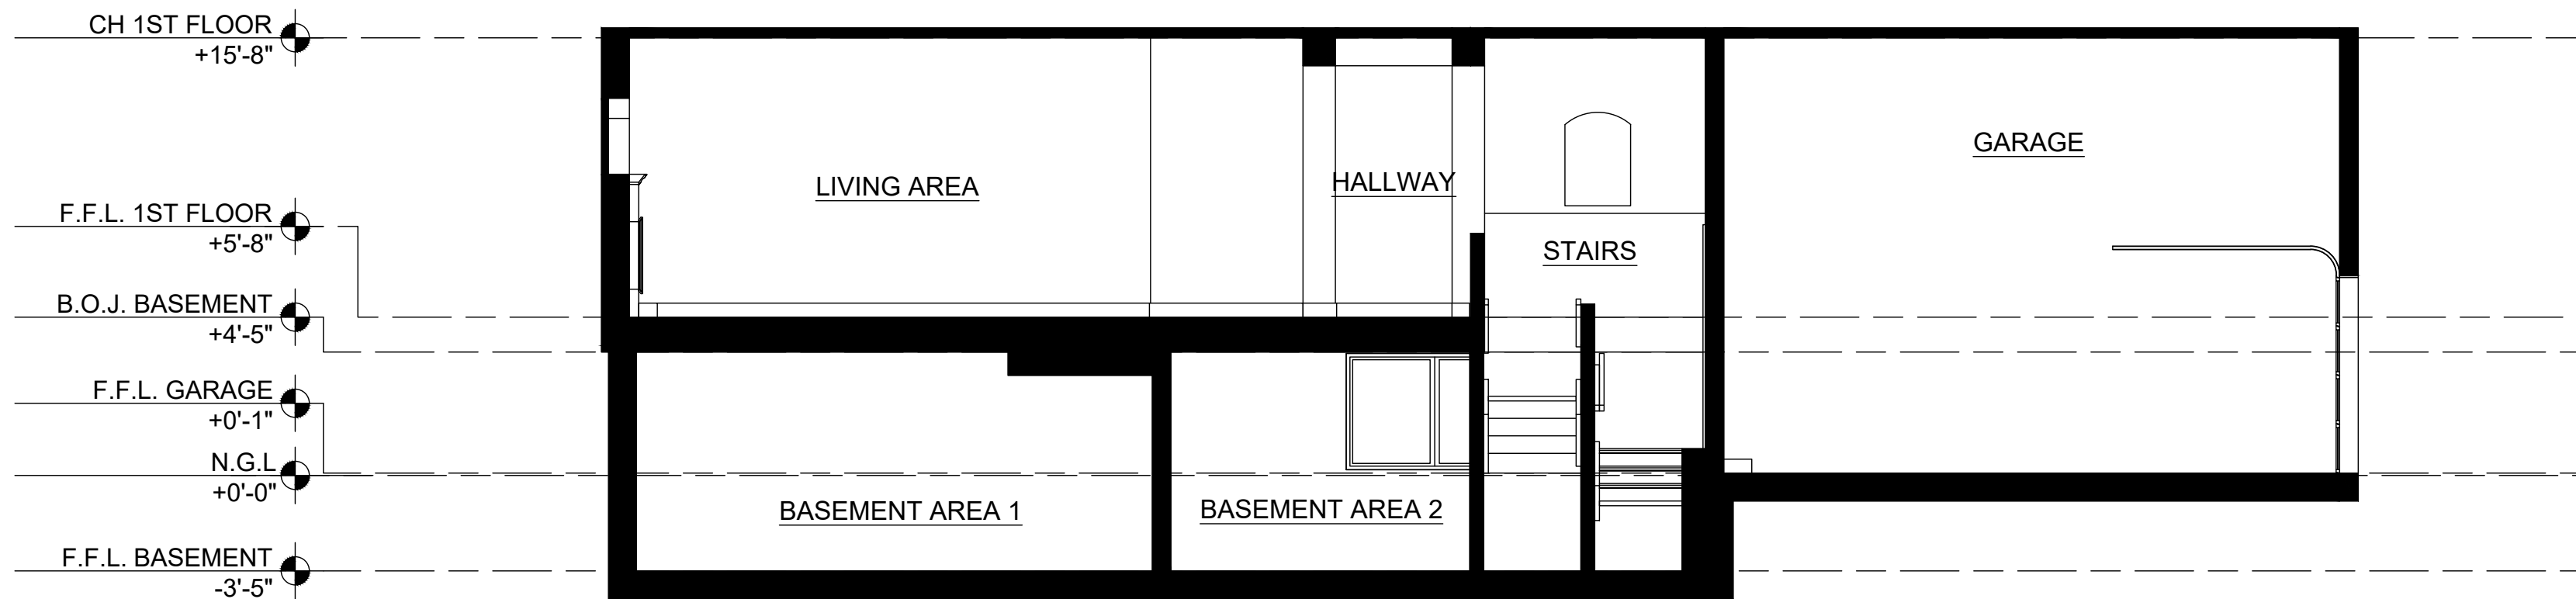 CH 1ST FLOOR
+15'-8"
F.F.L. 1ST FLOOR
+5'-8"
B.O.J. BASEMENT
+4'-5"
F.F.L. GARAGE
+0'-1"
N.G.L
+0'-0"
F.F.L. BASEMENT
-3'-5"
LIVING AREA
HALLWAY
STAIRS
GARAGE
BASEMENT AREA 1
BASEMENT AREA 2